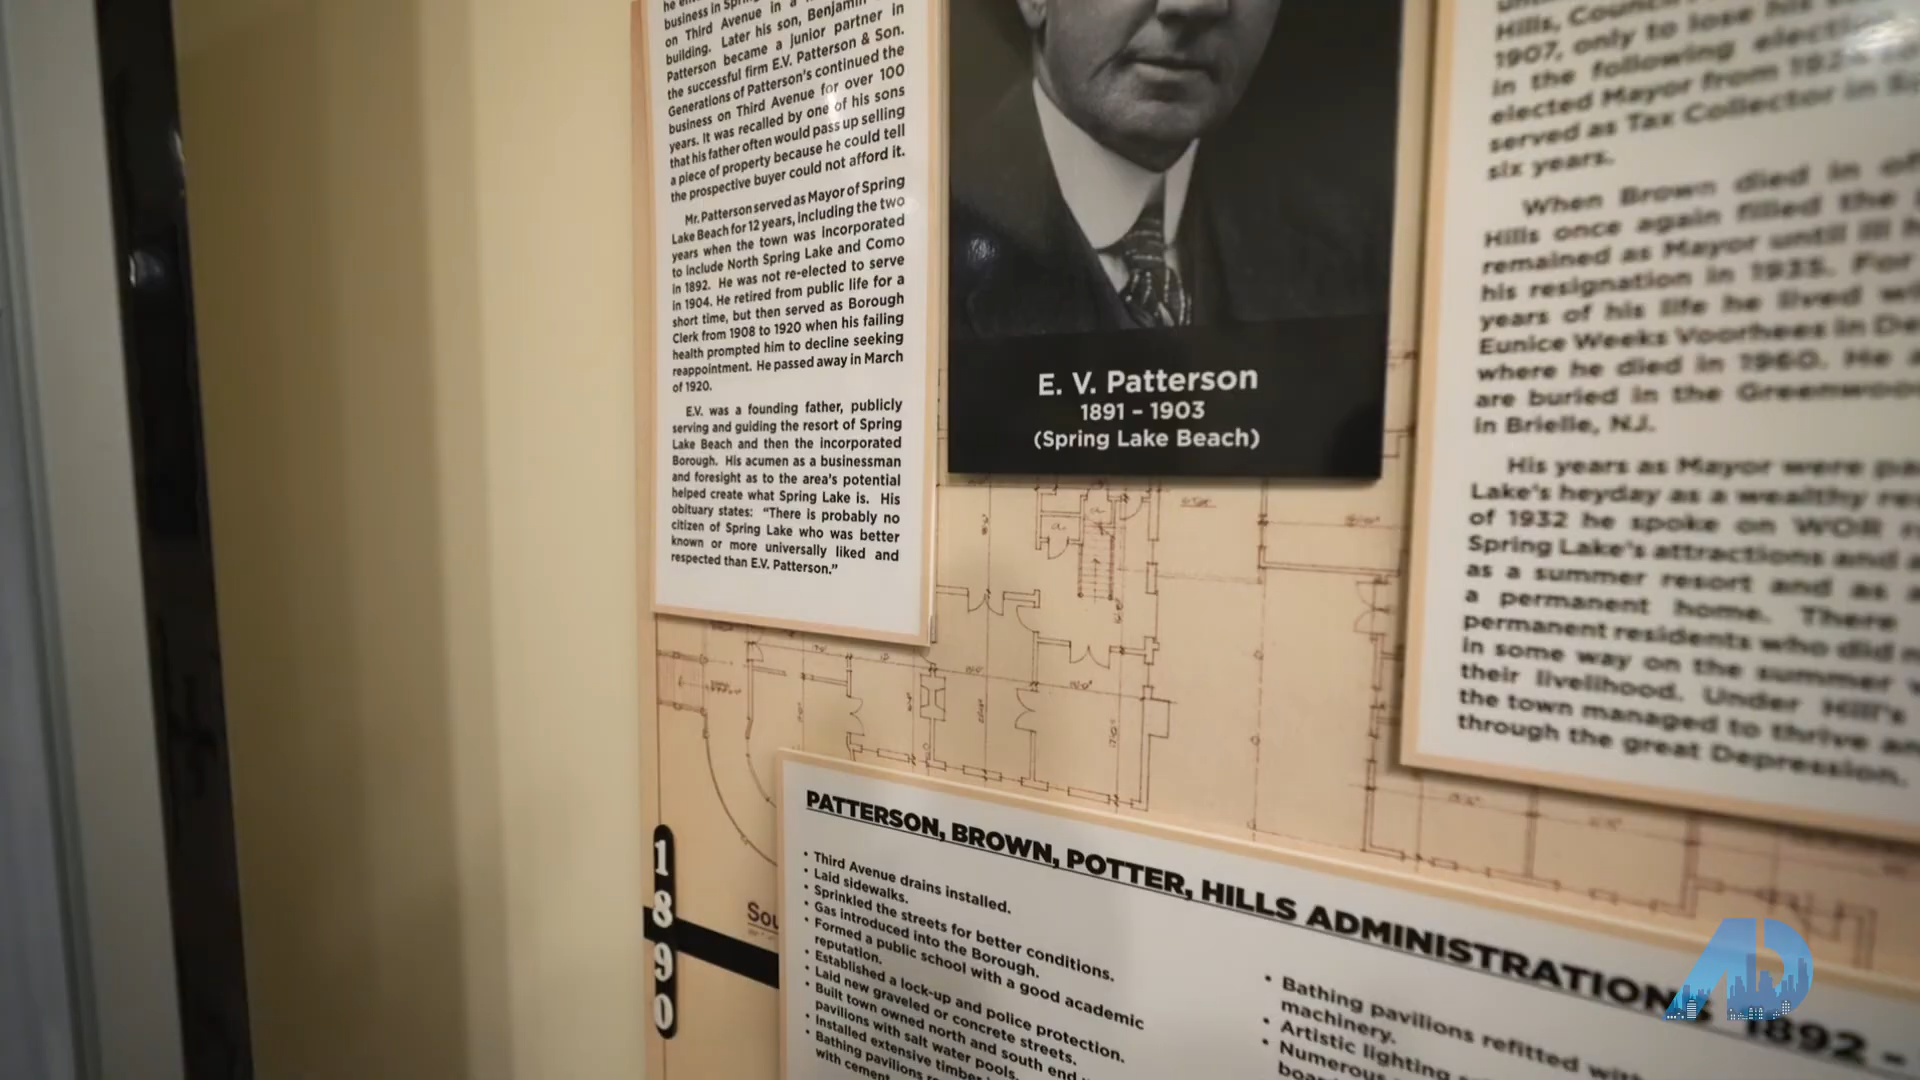 business in
on Third Avenue in a
building. Later his son, Benjamin
Patterson became a junior partner in
the successful firm E.V. Patterson & Son.
Generations of Patterson's continued the
business on Third Avenue for over 100
years. It was recalled by one of his sons
that his father often would pass up selling
a piece of property because he could tell
the prospective buyer could not afford it.
Mr. Patterson served as Mayor of Spring
Lake Beach for 12 years, including the two
years when the town was incorporated
to include North Spring Lake and Como
in 1892. He was not re-elected to serve
in 1904. He retired from public life for a
short time, but then served as Borough
Clerk from 1908 to 1920 when his failing
health prompted him to decline seeking
reappointment. He passed away in March
of 1920.
E.V. was a founding father, publicly
serving and guiding the resort of Spring
Lake Beach and then the incorporated
Borough. His acumen as a businessman
and foresight as to the area's potential
helped create what Spring Lake is. His
obituary states: “There is probably no
citizen of Spring Lake who was better
known or more universally liked and
respected than E.V. Patterson.”
E. V. Patterson
1891 – 1903
(Spring Lake Beach)
Hills,
1907, only to lose his
in the following
elected Mayor from
served as Tax Collector in
six years.
When Brown died in
Hills once again filled the
remained as Mayor until ill
his resignation in 1935. For
years of his life he lived
Eunice Weeks Voorhees in
where he died in 1960. He
are buried in the
in Brielle, NJ.
His years as Mayor were
Lake's heyday as a wealthy
of 1932 he spoke on WOR
Spring Lake's attractions and
as a summer resort and as
a permanent home. There
permanent residents who did
in some way on the summer
their livelihood. Under Hill's
the town managed to thrive
through the great Depression.
1890
PATTERSON, BROWN, POTTER, HILLS ADMINISTRATIONS 1892 –
• Third Avenue drains installed.
• Laid sidewalks.
• Sprinkled the streets for better conditions.
• Gas introduced into the Borough.
• Formed a public school with a good academic
reputation.
• Established a lock-up and police protection.
• Laid new graveled or concrete streets.
• Built town owned north and south end
pavilions with salt water pools.
• Installed extensive
• Bathing pavilions
with cement
• Bathing pavilions refitted
machinery.
• Artistic lighting
• Numerous
AD